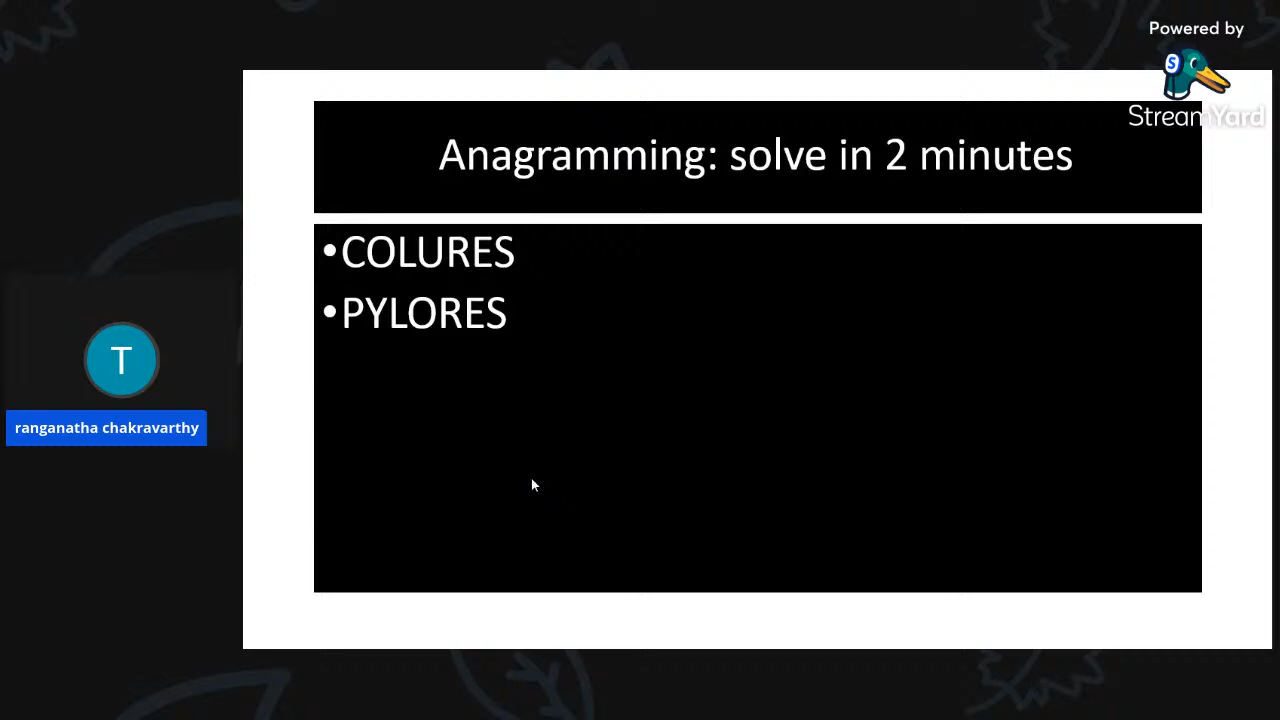 Powered by
StreamYard
Anagramming: solve in 2 minutes
•COLURES
•PYLORES
T
ranganatha chakravarthy